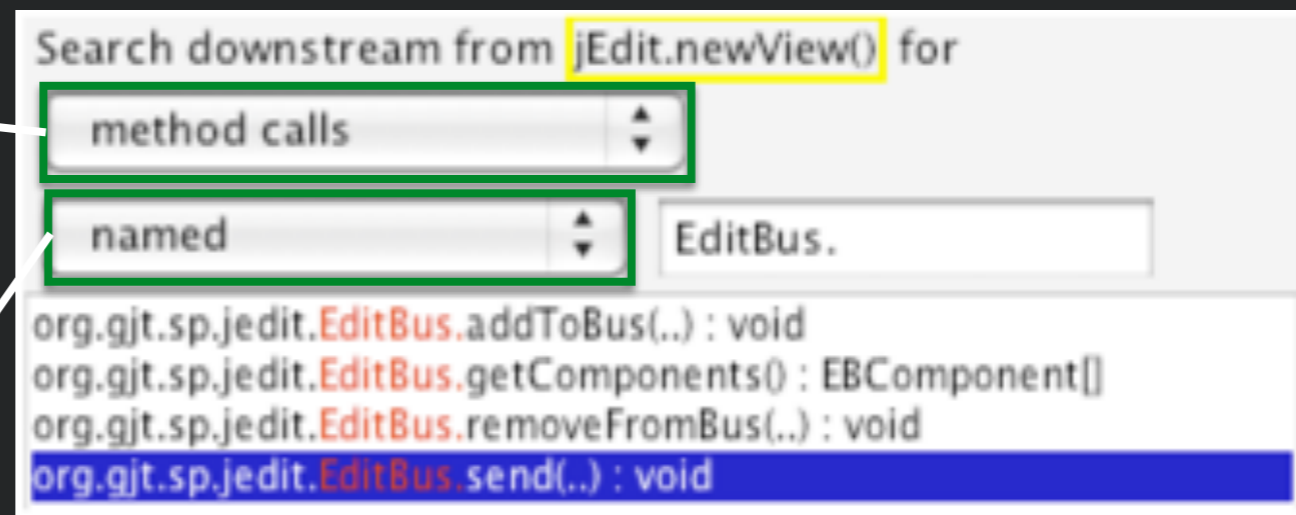 Search downstream from jEdit.newView() for
method calls
named EditBus.
org.gjt.sp.jedit.EditBus.addToBus(..) : void
org.gjt.sp.jedit.EditBus.getComponents() : EBComponent[]
org.gjt.sp.jedit.EditBus.removeFromBus(..) : void
org.gjt.sp.jedit.EditBus.send(..) : void